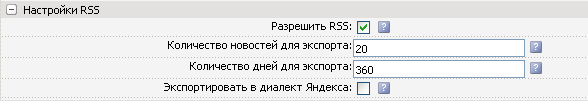 Настройки RSS
Разрешить RSS: ?
Количество новостей для экспорта: 20 ?
Количество дней для экспорта: 360 ?
Экспортировать в диалект Яндекса: ?